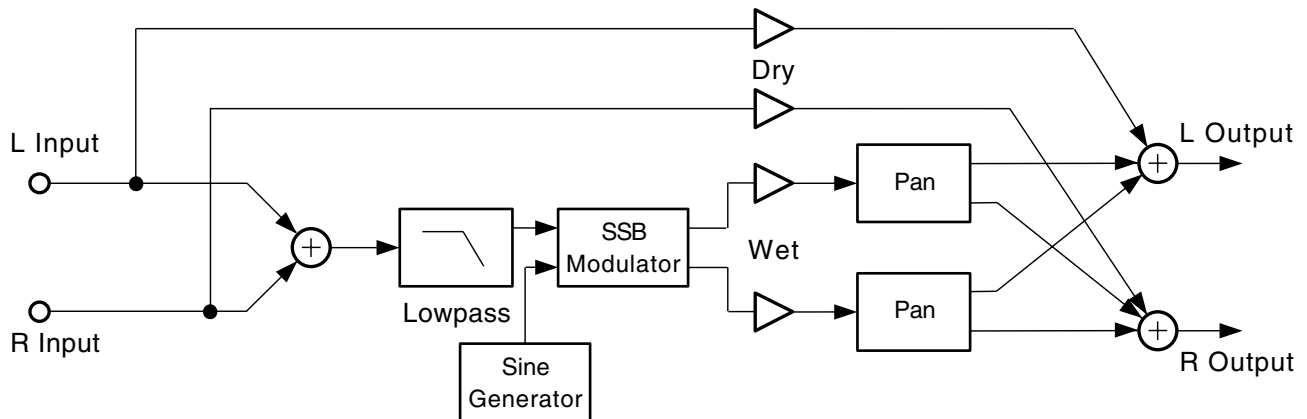 Dry
L Input
L Output
Pan
SSB
Modulator
Wet
Lowpass
Pan
R Input
R Output
Sine
Generator